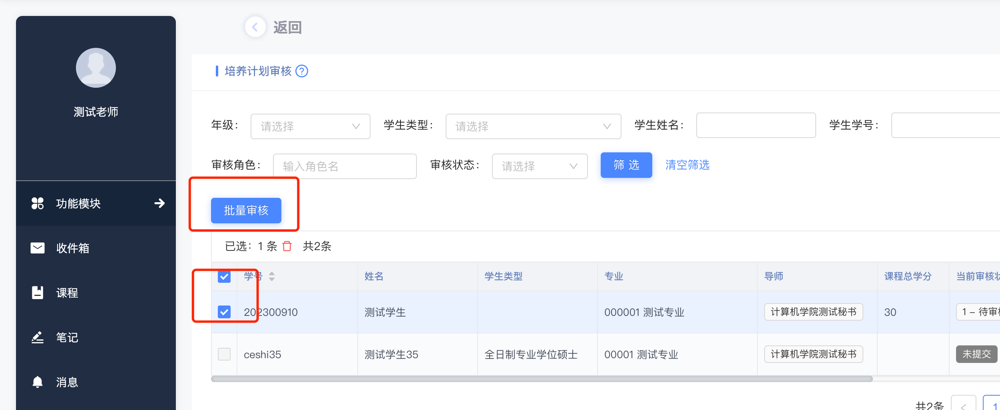 返回
测试老师
功能模块
收件箱
课程
笔记
消息
培养计划审核 ?
年级: 请选择 学生类型: 请选择 学生姓名: 学生学号:
审核角色: 输入角色名 审核状态: 请选择 筛选 清空筛选
批量审核
已选: 1 条 共2条
学号 姓名 学生类型 专业 导师 课程总学分 当前审核状
202300910 测试学生 000001 测试专业 计算机学院测试秘书 30 1 – 待审核
ceshi35 测试学生35 全日制专业学位硕士 00001 测试专业 计算机学院测试秘书 未提交
共2条 < 1